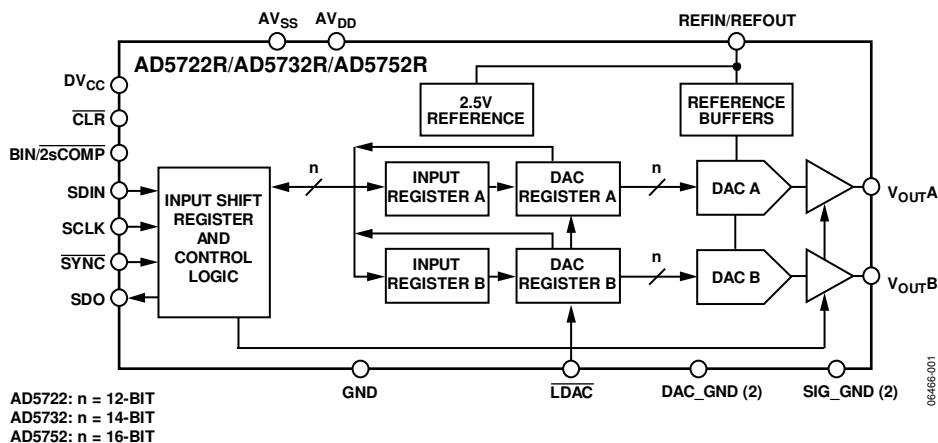 AVSS
AVDD
REFIN/REFOUT
AD5722R/AD5732R/AD5752R
DVCC
CLR
BIN/2sCOMP
SDIN
SCLK
SYNC
SDO
INPUT SHIFT
REGISTER
AND
CONTROL
LOGIC
2.5V
REFERENCE
REFERENCE
BUFFERS
n
INPUT
REGISTER A
DAC
REGISTER A
n
DAC A
VOUTA
INPUT
REGISTER B
DAC
REGISTER B
n
DAC B
VOUTB
GND
LDAC
DAC_GND (2)
SIG_GND (2)
06466-001
AD5722: n = 12-BIT
AD5732: n = 14-BIT
AD5752: n = 16-BIT